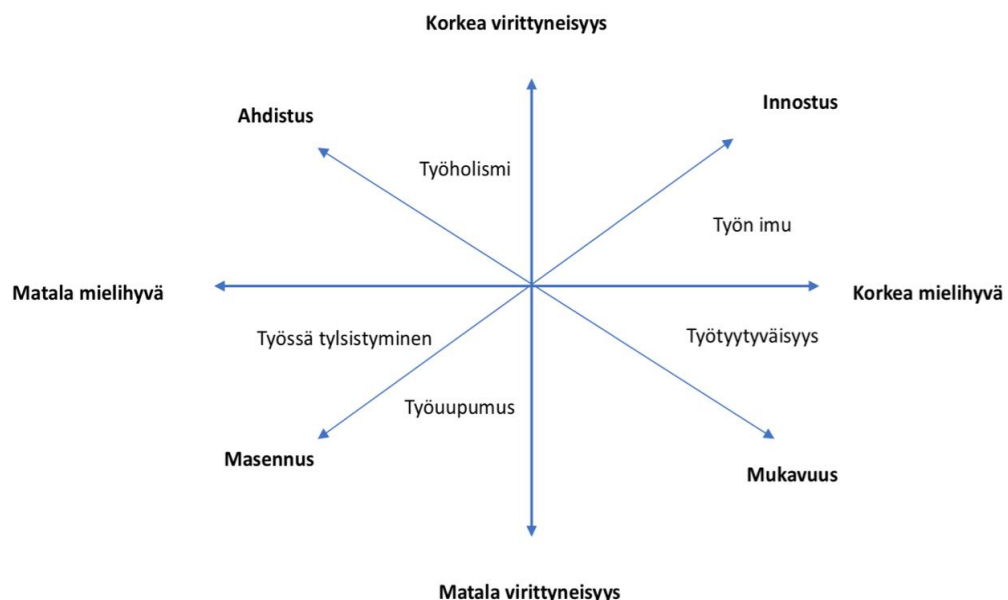 Korkea virittyneisyys
Ahdistus
Innostus
Työholismi
Työn imu
Matala mielihyvä
Korkea mielihyvä
Työssä tylsistyminen
Työtyytyväisyys
Työuupumus
Masennus
Mukavuus
Matala virittyneisyys